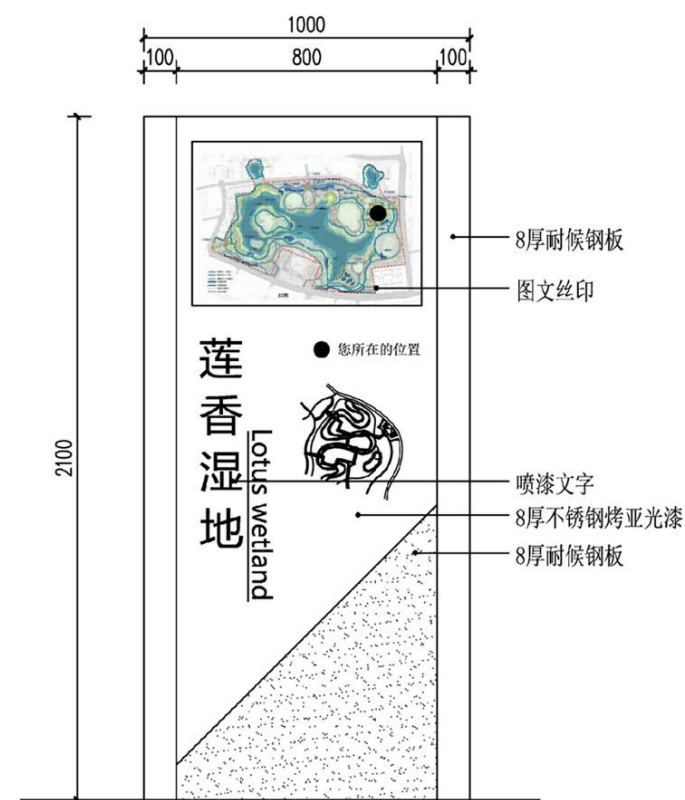 1000
100
800
100
8厚耐候钢板
图文丝印
您所在的位置
莲香湿地
Lotus wetland
2100
喷漆文字
8厚不锈钢烤亚光漆
8厚耐候钢板